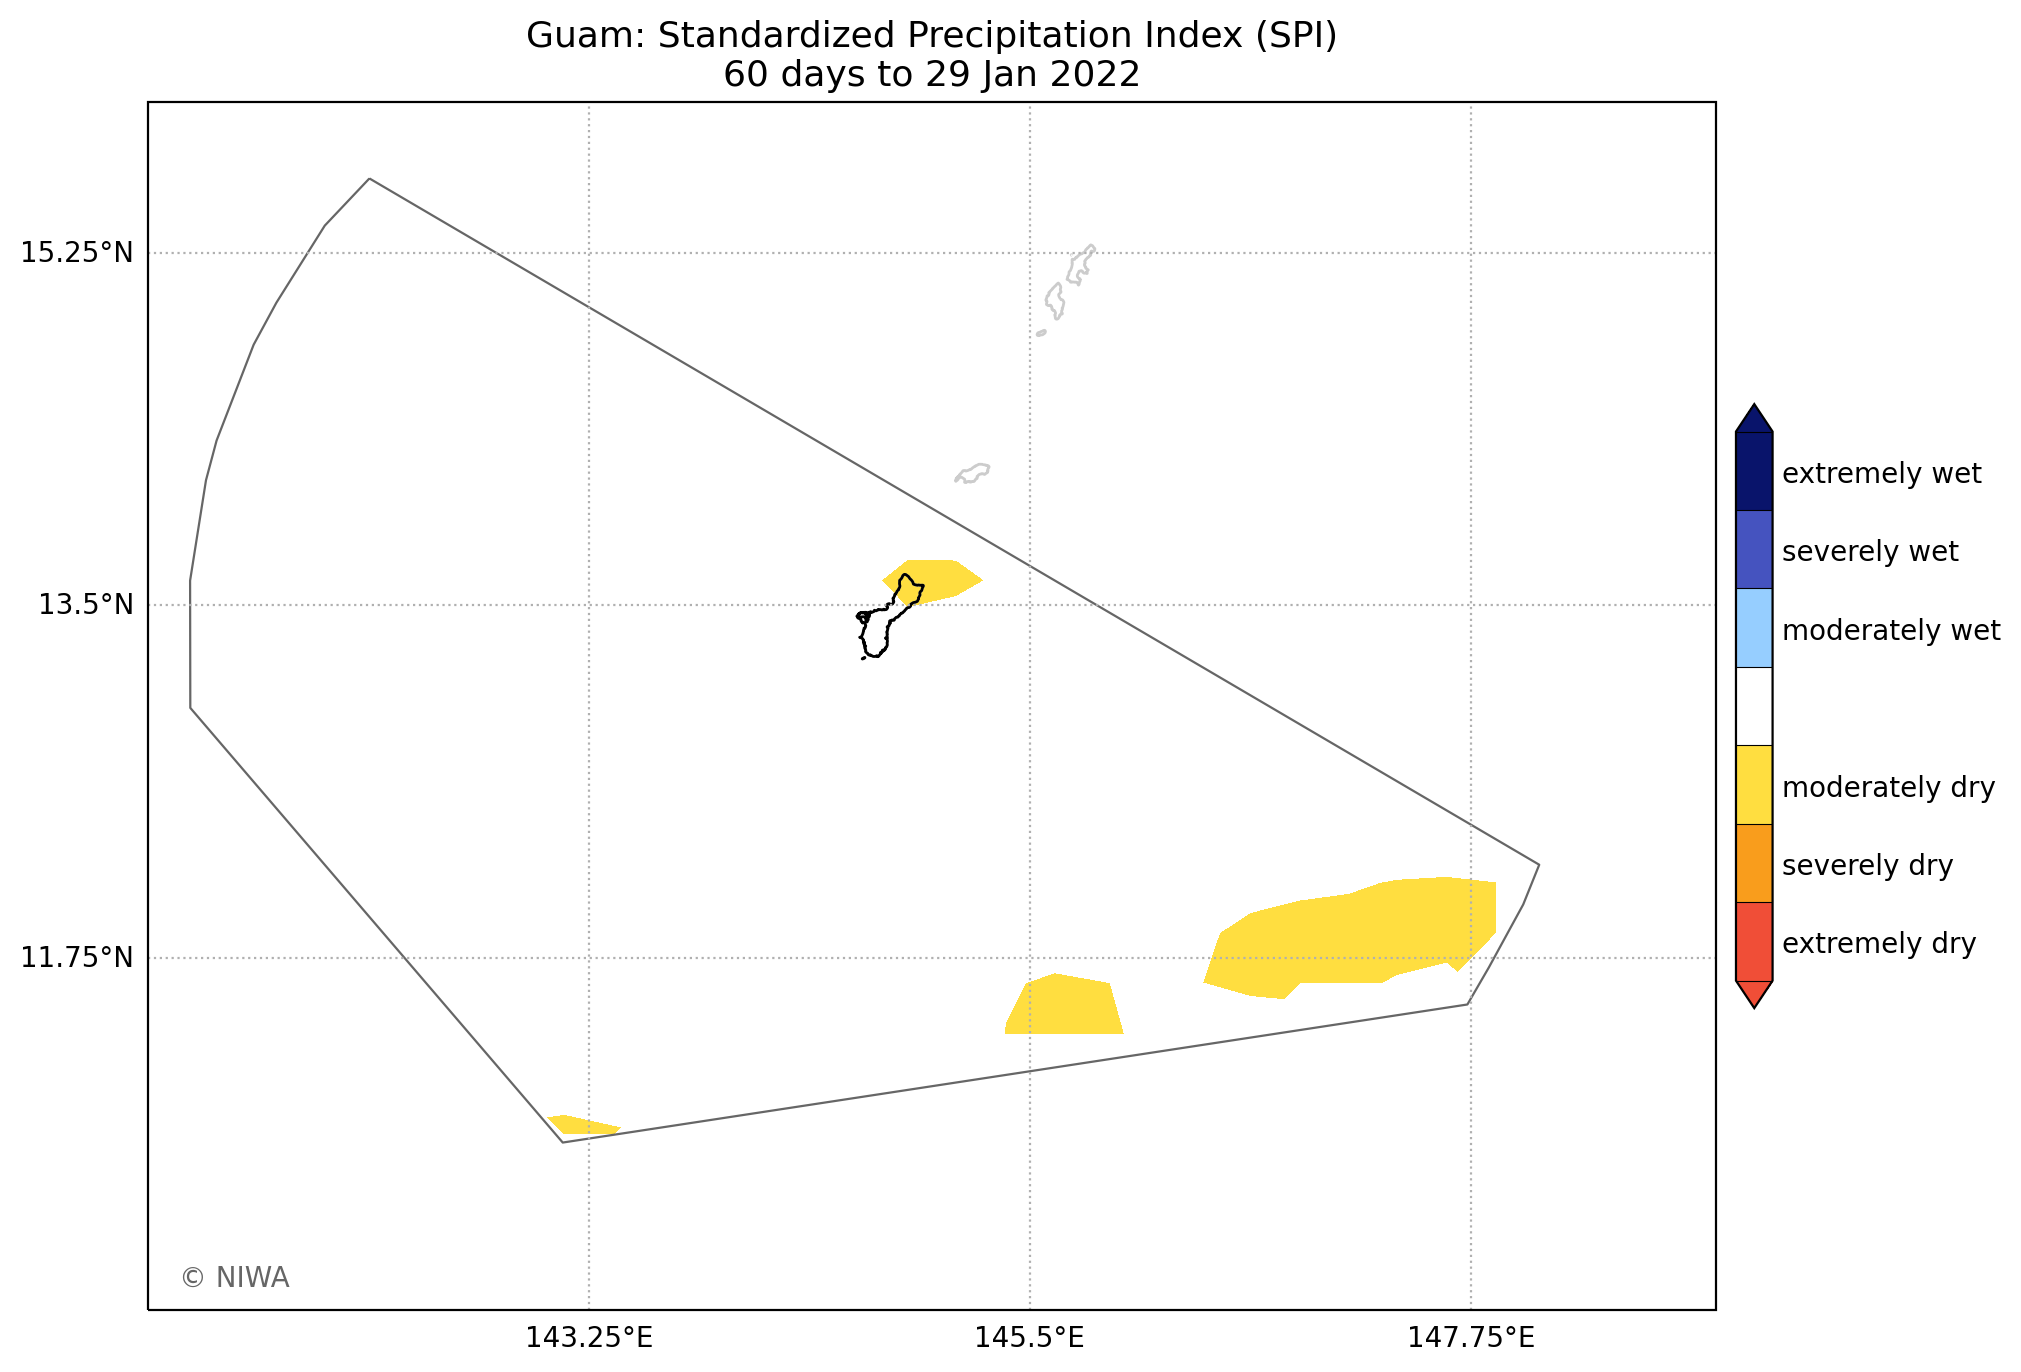 Guam: Standardized Precipitation Index (SPI)
60 days to 29 Jan 2022
15.25°N
13.5°N
11.75°N
143.25°E
145.5°E
147.75°E
extremely wet
severely wet
moderately wet
moderately dry
severely dry
extremely dry
© NIWA